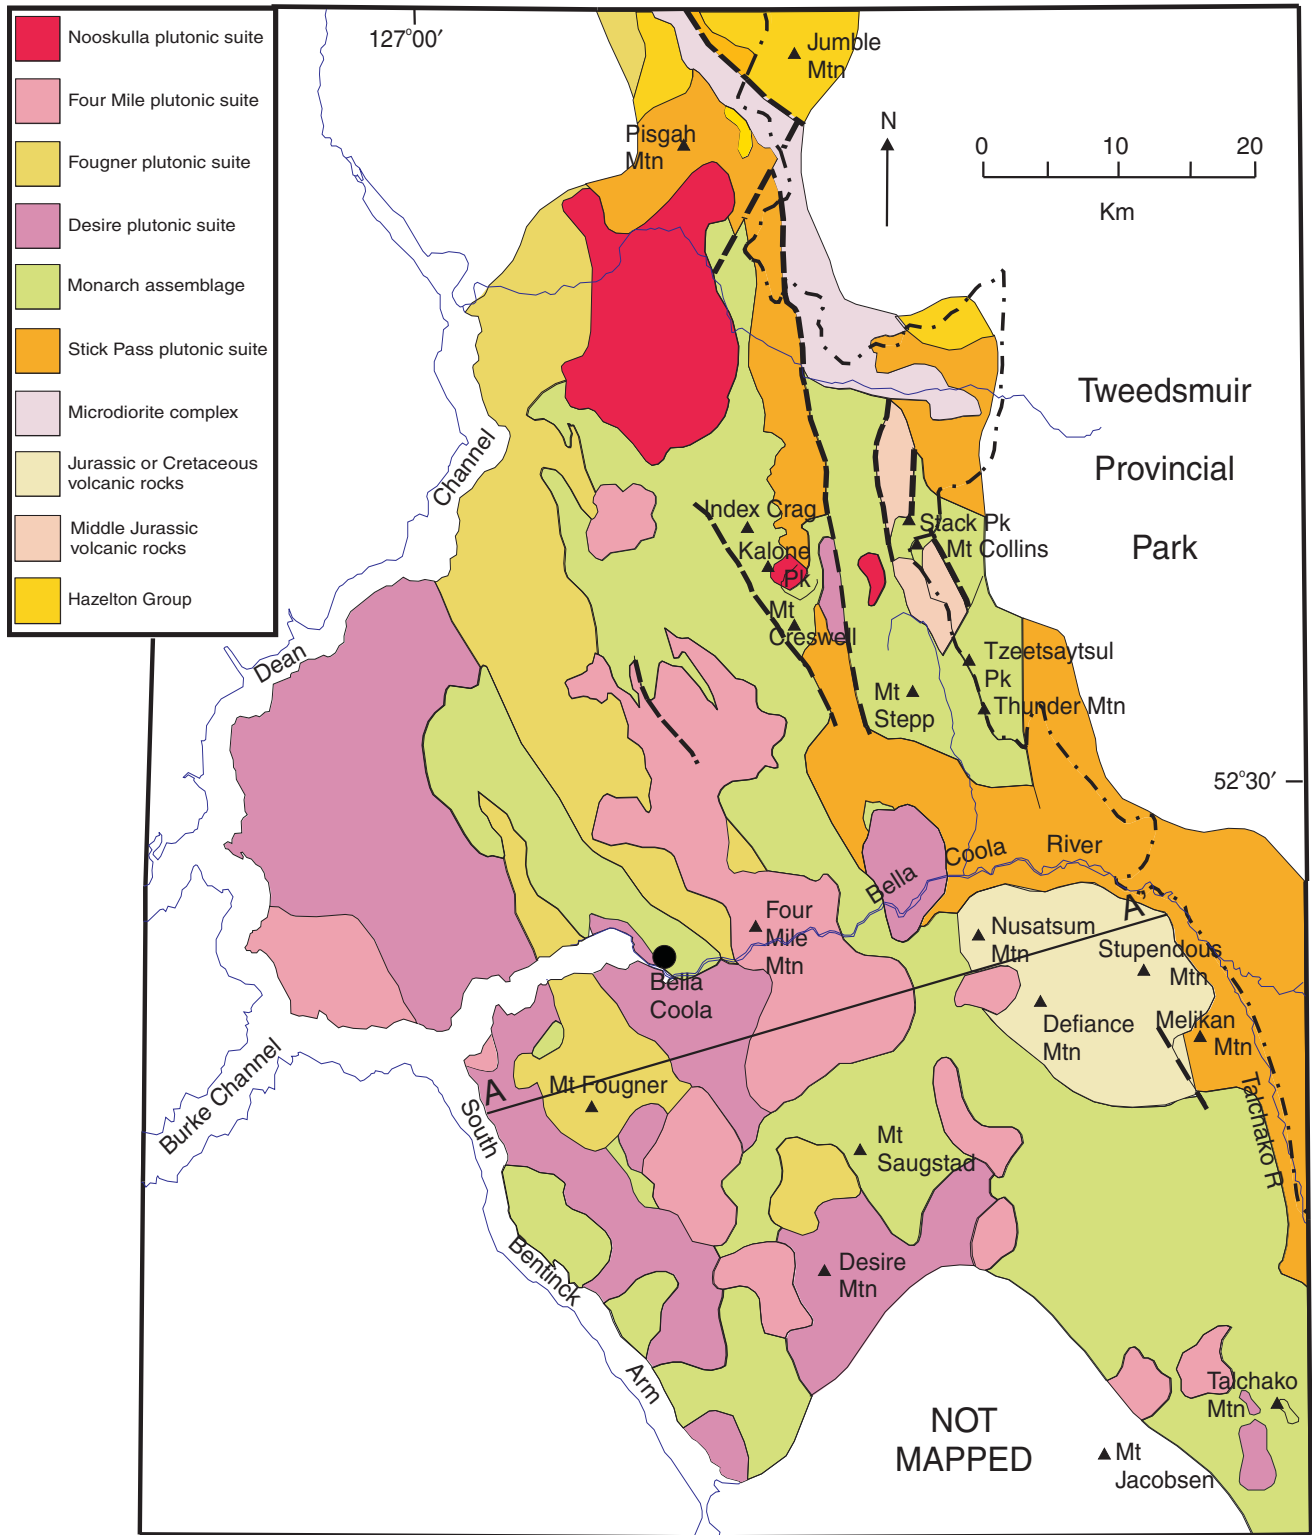 Nooskulla plutonic suite
Four Mile plutonic suite
Fougner plutonic suite
Desire plutonic suite
Monarch assemblage
Stick Pass plutonic suite
Microdiorite complex
Jurassic or Cretaceous
volcanic rocks
Middle Jurassic
volcanic rocks
Hazelton Group
127°00′
Jumble
Mtn
Pisgah
Mtn
N
0 10 20
Km
Tweedsmuir
Provincial
Park
Channel
Dean
Index Crag
Kalone
Pk
Mt
Creswell
Stack Pk
Mt Collins
Tzeetsaytsul
Pk
Thunder Mtn
Mt
Stepp
52°30′
Bella Coola River
Four
Mile
Mtn
Nusatsum
Mtn
A
Stupendous
Mtn
Bella
Coola
Defiance
Mtn
Melikan
Mtn
Burke Channel
A
Mt Fougner
South
Bentinck
Arm
Talchako R
Mt
Saugstad
Desire
Mtn
Talchako
Mtn
NOT
MAPPED
Mt
Jacobsen